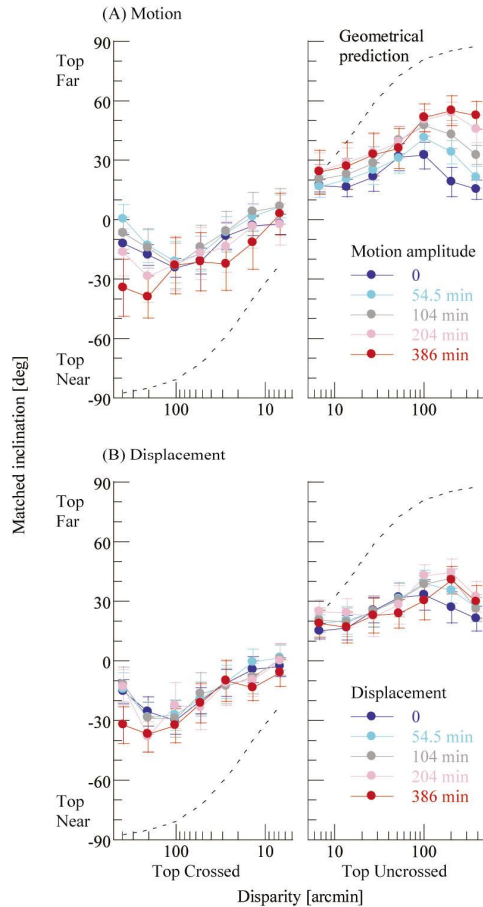 (A) Motion
90
60
30
0
-30
-60
-90
Top
Far
Top
Near
Geometrical
prediction
Motion amplitude
0
54.5 min
104 min
204 min
386 min
100
10
10
100
Matched inclination [deg]
(B) Displacement
90
60
30
0
-30
-60
-90
Top
Far
Top
Near
Displacement
0
54.5 min
104 min
204 min
386 min
100
10
10
100
Top Crossed
Top Uncrossed
Disparity [arcmin]